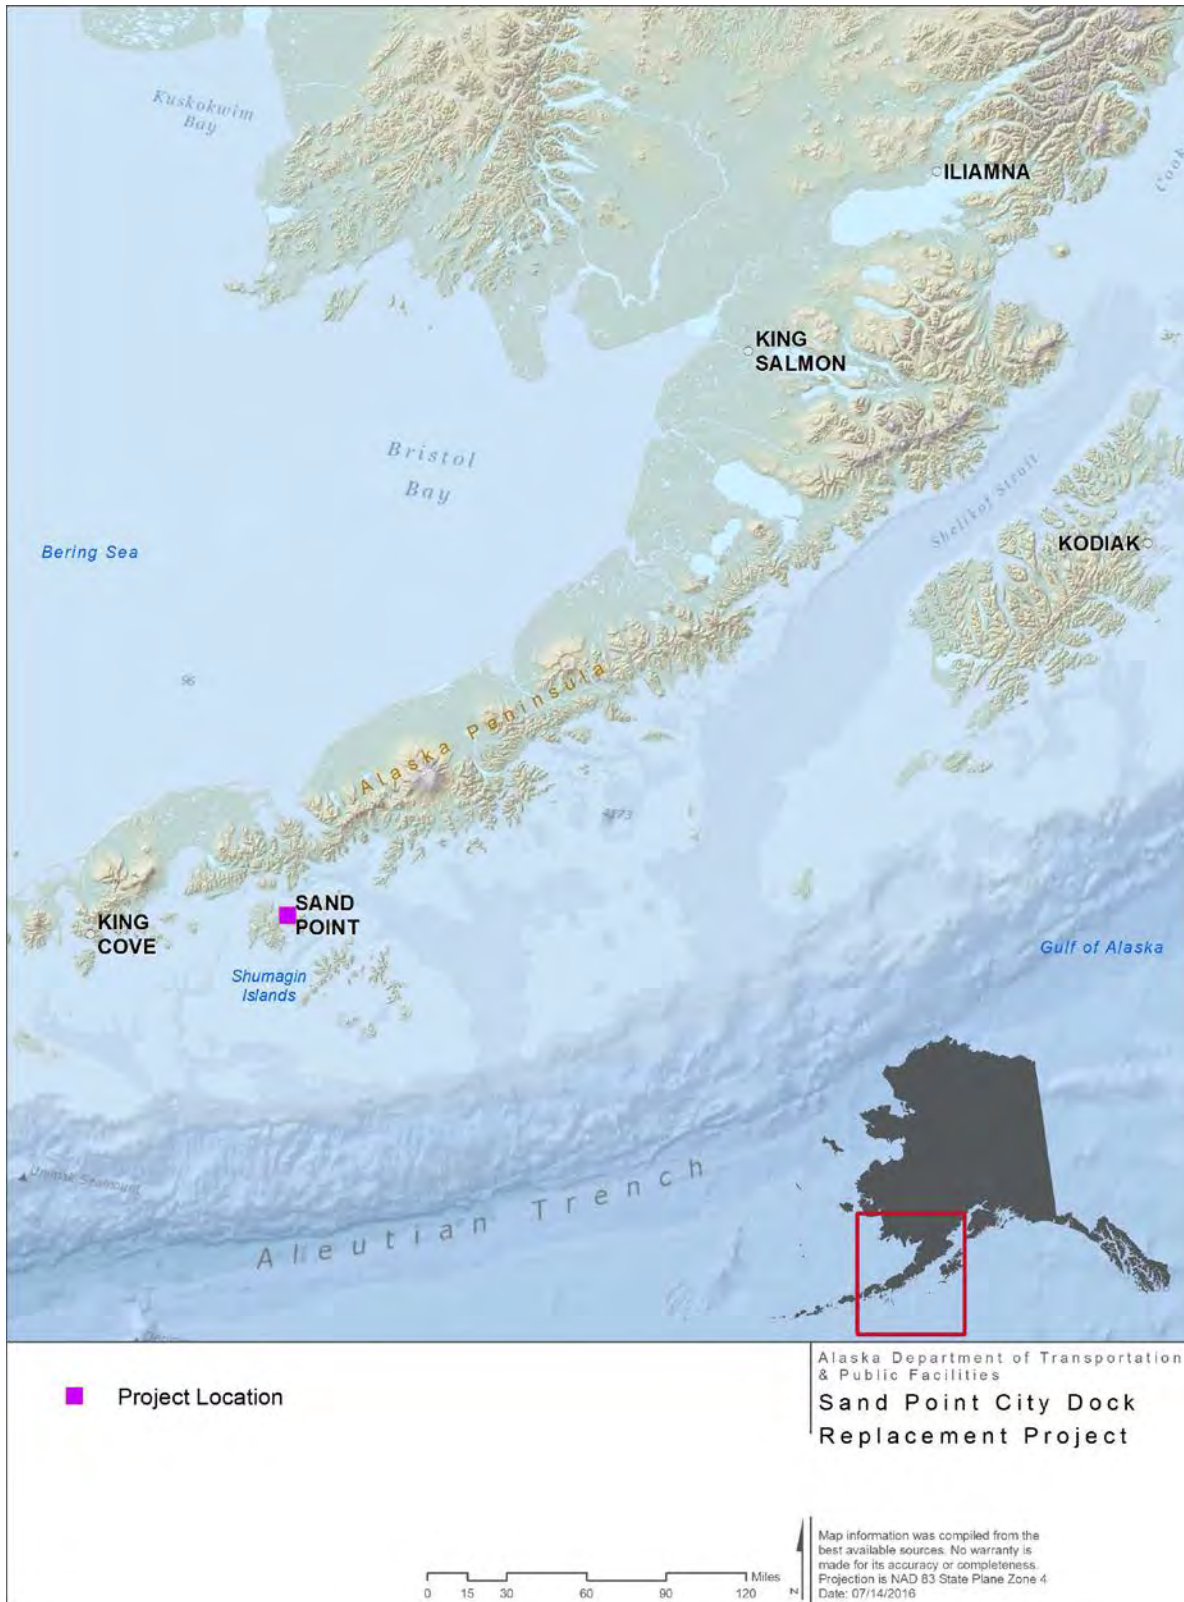 Kuskokwim
Bay
ILIAMNA
Cook
KING
SALMON
Bristol
Bay
Shelikof Strait
Bering Sea
KODIAK
96
Alaska Peninsula
4173
SAND
POINT
KING
COVE
Gulf of Alaska
Shumagin
Islands
Unimak Seamount
Aleutian Trench
Project Location
Alaska Department of Transportation
& Public Facilities
Sand Point City Dock
Replacement Project
Miles
0 15 30 60 90 120
N
Map information was compiled from the
best available sources. No warranty is
made for its accuracy or completeness.
Projection is NAD 83 State Plane Zone 4
Date: 07/14/2016